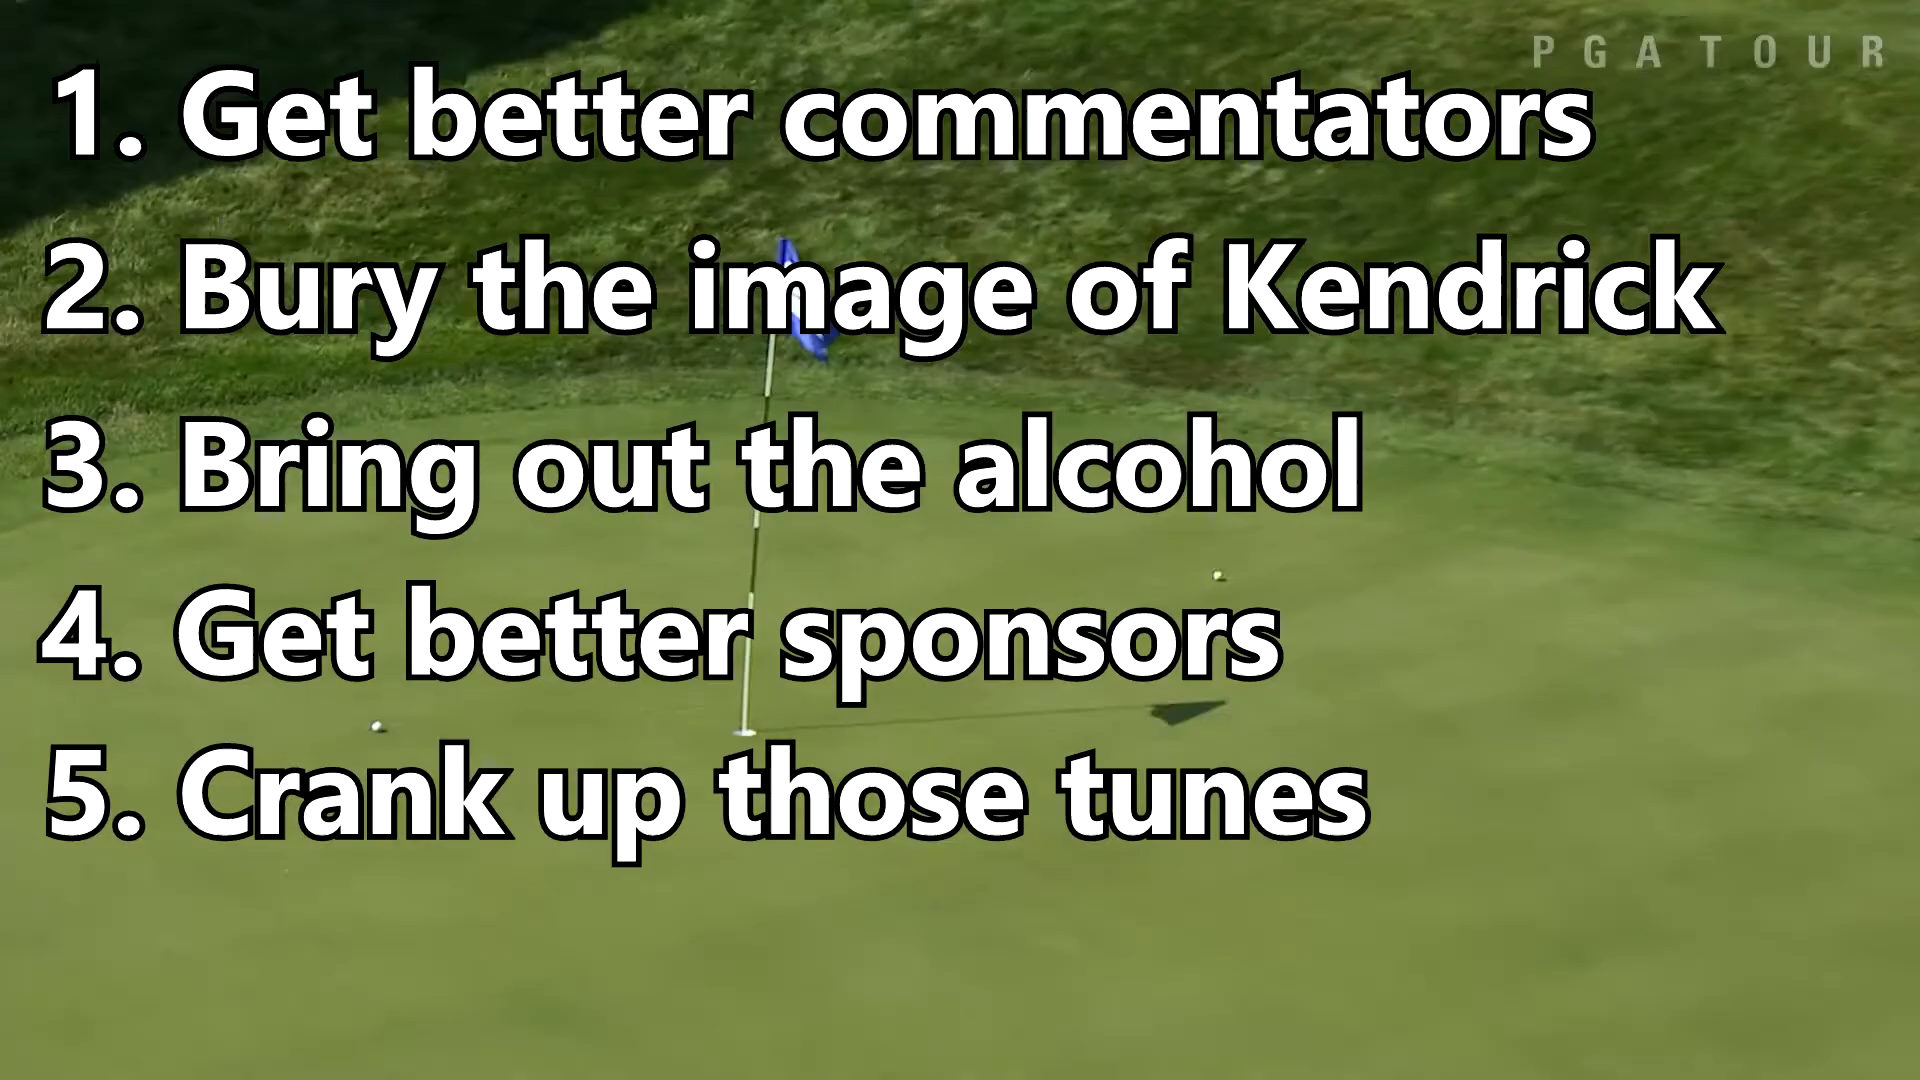 PGA TOUR
1. Get better commentators
2. Bury the image of Kendrick
3. Bring out the alcohol
4. Get better sponsors
5. Crank up those tunes